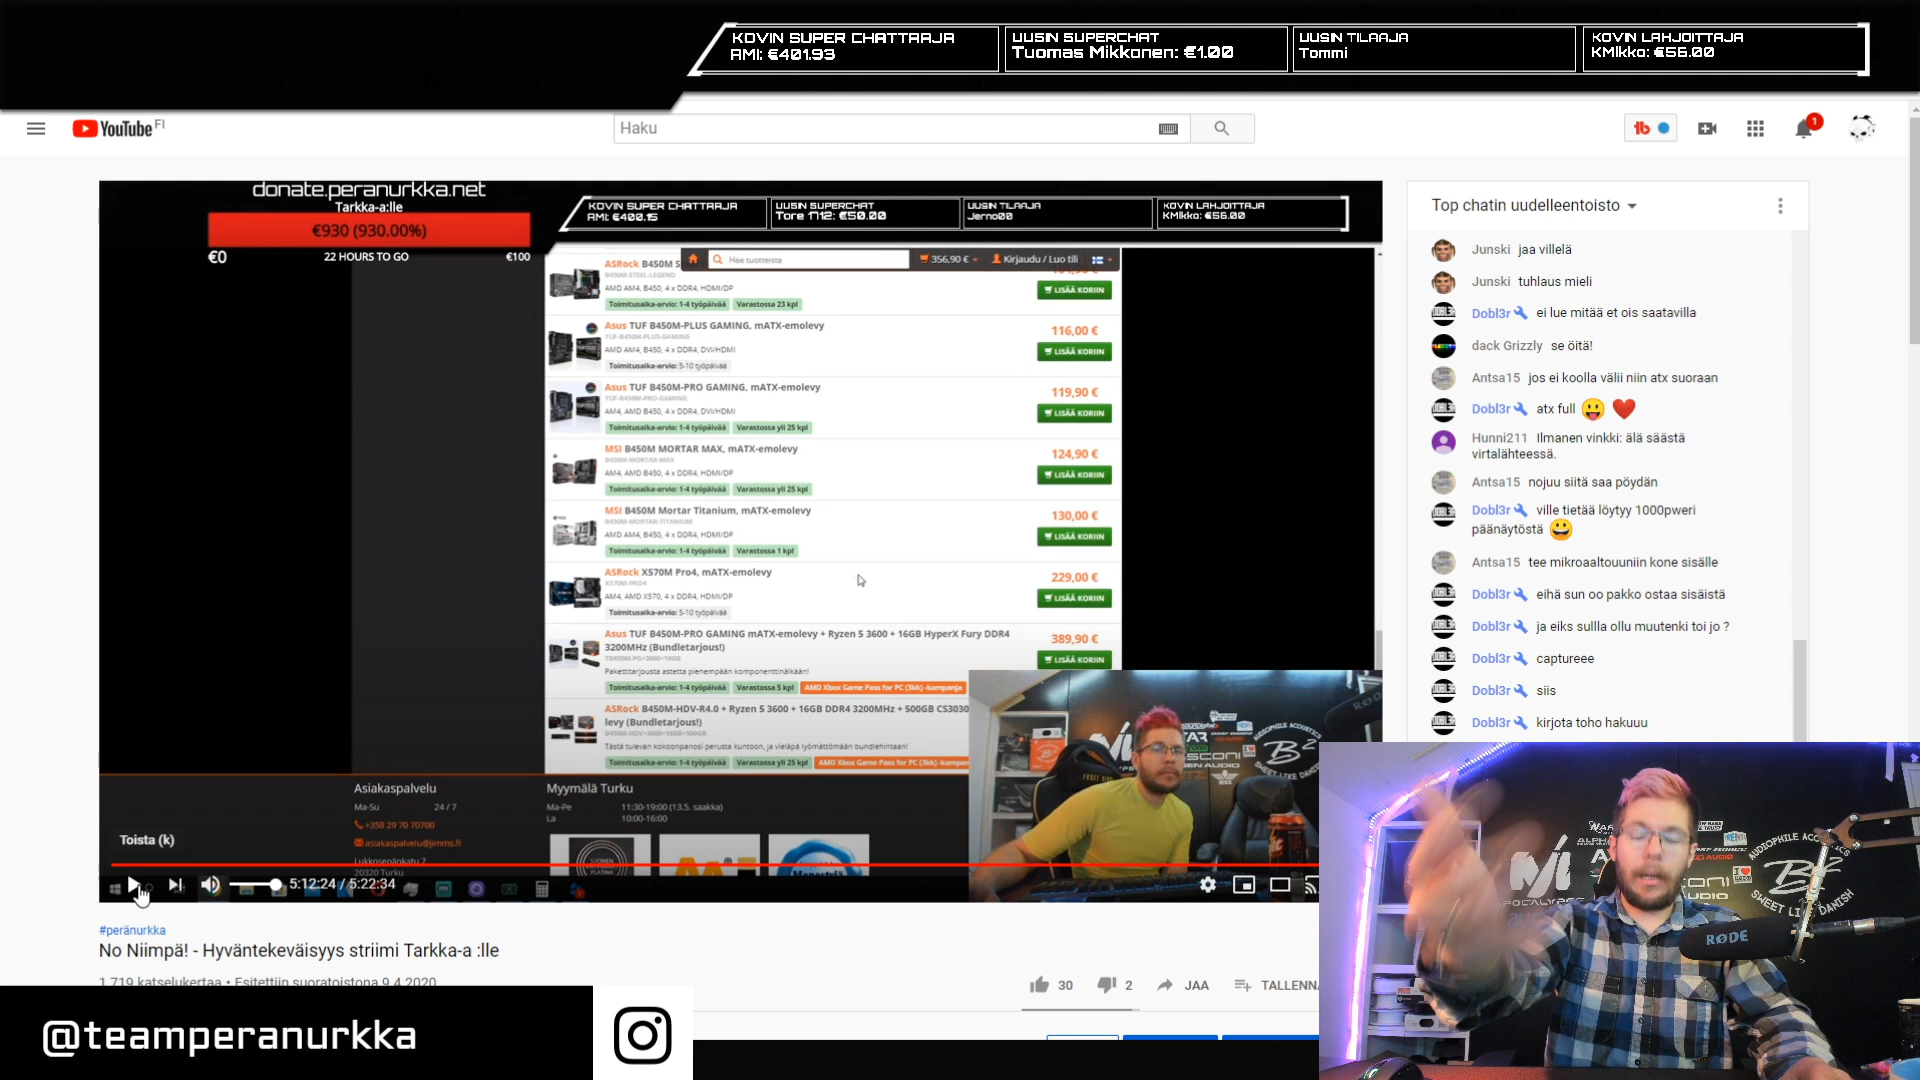 KOVIN SUPER CHATTAAJA
AMI: €401.93
UUSIN SUPERCHAT
Tuomas Mikkonen: €1.00
UUSIN TILAAJA
Tommi
KOVIN LAHJOITTAJA
KMikko: €56.00
YouTube FI
Haku
1
donate.peranurkka.net
Tarkka-a:lle
€930 (930.00%)
€0
22 HOURS TO GO
€100
KOVIN SUPER CHATTAAJA
AMI: €400.15
UUSIN SUPERCHAT
Tore 1712: €50.00
UUSIN TILAAJA
Jerno00
KOVIN LAHJOITTAJA
KMikko: €56.00
Hae tuotteista
356,90 €
Kirjaudu / Luo tili
ASRock B450M S
B450M-STEEL-LEGEND
AMD AM4, B450, 4 x DDR4, HDMI/DP
Toimitusaika-arvio: 1-4 työpäivää Varastossa 23 kpl
LISÄÄ KORIIN
Asus TUF B450M-PLUS GAMING, mATX-emolevy
TUF-B450M-PLUS-GAMING
AMD AM4, B450, 4 x DDR4, DVI/HDMI
Toimitusaika-arvio: 5-10 työpäivää
116,00 €
LISÄÄ KORIIN
Asus TUF B450M-PRO GAMING, mATX-emolevy
TUF-B450M-PRO-GAMING
AM4, AMD B450, 4 x DDR4, DVI/HDMI
Toimitusaika-arvio: 1-4 työpäivää Varastossa yli 25 kpl
119,90 €
LISÄÄ KORIIN
MSI B450M MORTAR MAX, mATX-emolevy
B450M-MORTAR-MAX
AM4, AMD B450, 4 x DDR4, HDMI/DP
Toimitusaika-arvio: 1-4 työpäivää Varastossa yli 25 kpl
124,90 €
LISÄÄ KORIIN
MSI B450M Mortar Titanium, mATX-emolevy
B450M-MORTAR-TITANIUM
AMD AM4, B450, 4 x DDR4, HDMI/DP
Toimitusaika-arvio: 1-4 työpäivää Varastossa 1 kpl
130,00 €
LISÄÄ KORIIN
ASRock X570M Pro4, mATX-emolevy
X570M-PRO4
AM4, AMD X570, 4 x DDR4, HDMI/DP
Toimitusaika-arvio: 5-10 työpäivää
229,00 €
LISÄÄ KORIIN
Asus TUF B450M-PRO GAMING mATX-emolevy + Ryzen 5 3600 + 16GB HyperX Fury DDR4
3200MHz (Bundletarjous!)
Pakettitarjousta astetta pienempään komponenttinälkään!
Toimitusaika-arvio: 1-4 työpäivää Varastossa 5 kpl AMD Xbox Game Pass for PC (3kk) -kampanja
389,90 €
LISÄÄ KORIIN
ASRock B450M-HDV-R4.0 + Ryzen 5 3600 + 16GB DDR4 3200MHz + 500GB CS3030
levy (Bundletarjous!)
Tästä tulevan kokoonpanosi perusta kuntoon, ja vieläpä lyömättömään bundlehintaan!
Toimitusaika-arvio: 1-4 työpäivää Varastossa yli 25 kpl AMD Xbox Game Pass for PC (3kk) -kampan
Asiakaspalvelu
Ma-Su 24 / 7
+358 29 70 70700
asiakaspalvelu@jimms.fi
Lukkosepänkatu 7
20320 Turku
Myymälä Turku
Ma-Pe 11:30-19:00 (13.5. saakka)
La 10:00-16:00
Toista (k)
5:12:24 / 5:22:34
#peränurkka
No Niimpä! - Hyväntekeväisyys striimi Tarkka-a :lle
1 719 katselukertaa • Esitettiin suoratoistona 9.4.2020
30
2
JAA
TALLENNA
Top chatin uudelleentoisto
Junski jaa villelä
Junski tuhlaus mieli
Dobl3r ei lue mitää et ois saatavilla
dack Grizzly se öitä!
Antsa15 jos ei koolla välii niin atx suoraan
Dobl3r atx full 😛 ❤️
Hunni211 Ilmanen vinkki: älä säästä
virtalähteessä.
Antsa15 nojuu siitä saa pöydän
Dobl3r ville tietää löytyy 1000pweri
päänäytöstä 😀
Antsa15 tee mikroaaltouuniin kone sisälle
Dobl3r eihä sun oo pakko ostaa sisäistä
Dobl3r ja eiks sullla ollu muutenki toi jo ?
Dobl3r captureee
Dobl3r siis
Dobl3r kirjota toho hakuuu
AUDIOPHILE ACOUSTICS
B²
SWEET LIKE DANISH
RØDE
@teamperanurkka